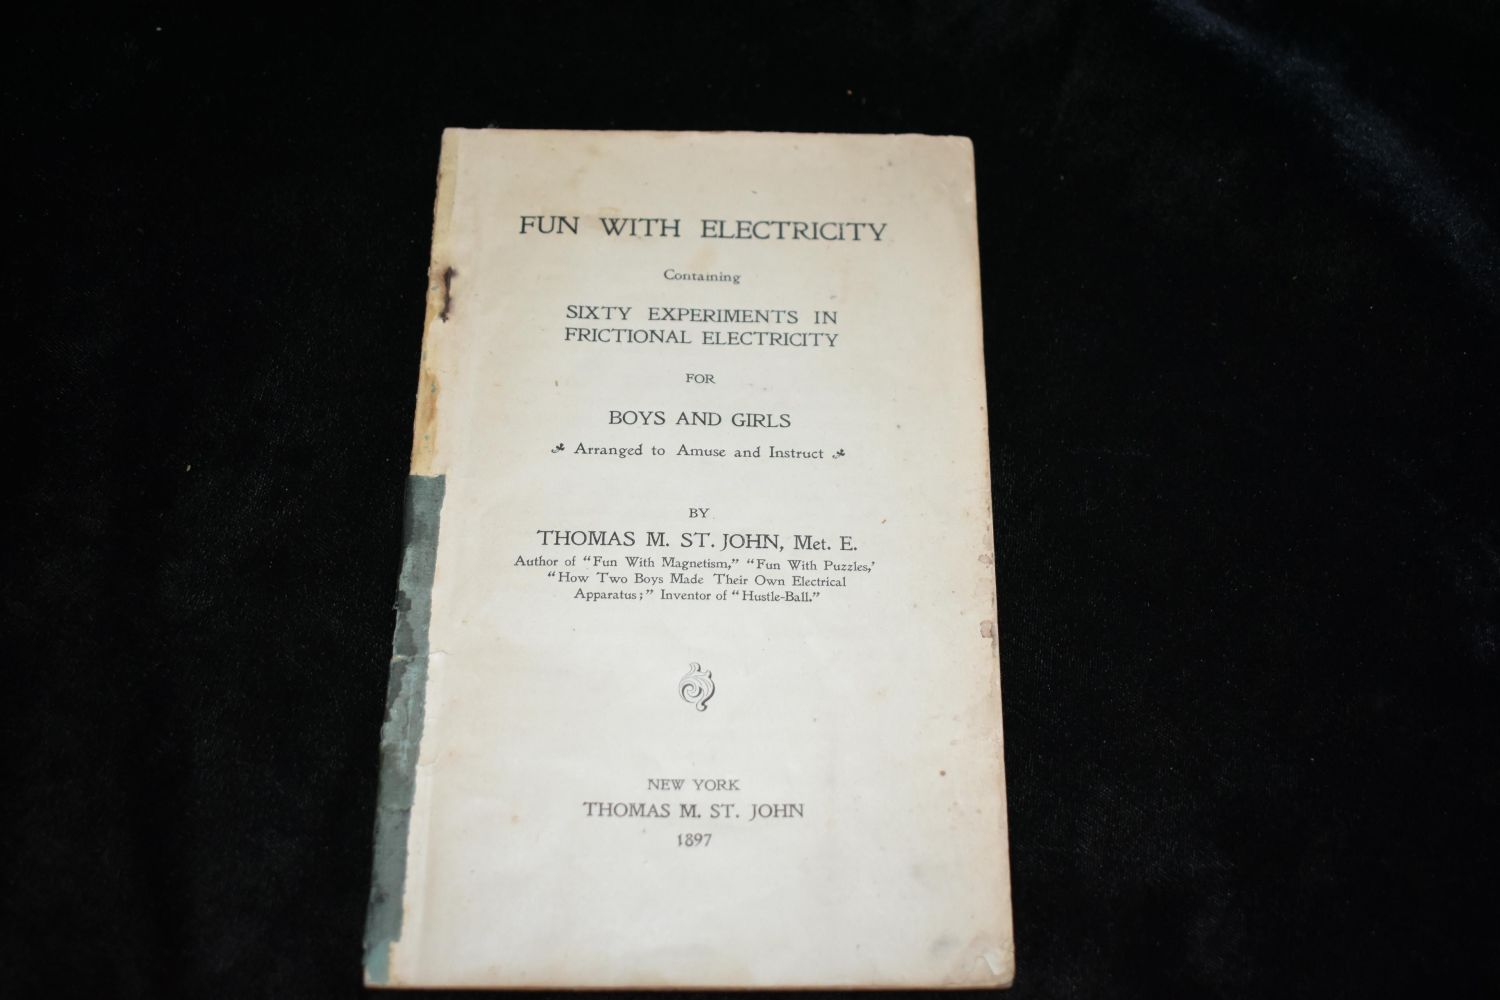 FUN WITH ELECTRICITY
Containing
SIXTY EXPERIMENTS IN
FRICTIONAL ELECTRICITY
FOR
BOYS AND GIRLS
Arranged to Amuse and Instruct
BY
THOMAS M. ST. JOHN, Met. E.
Author of "Fun With Magnetism," "Fun With Puzzles,'
"How Two Boys Made Their Own Electrical
Apparatus;" Inventor of "Hustle-Ball."
NEW YORK
THOMAS M. ST. JOHN
1897